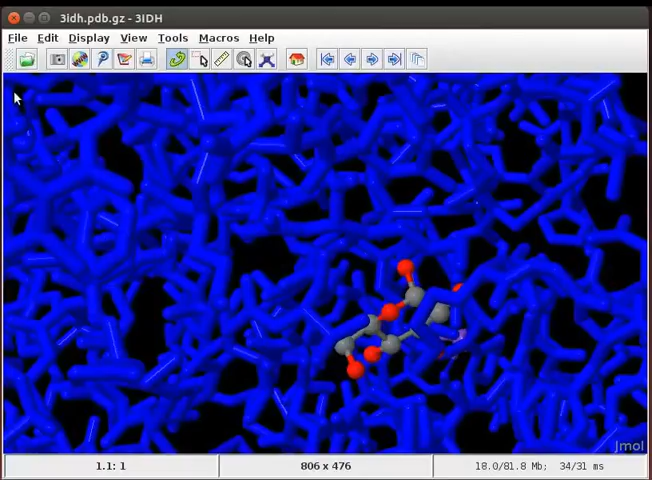 3idh.pdb.gz - 3IDH
File Edit Display View Tools Macros Help
Jmol
1.1: 1 806 x 476 18.0/81.8 Mb; 34/31 ms